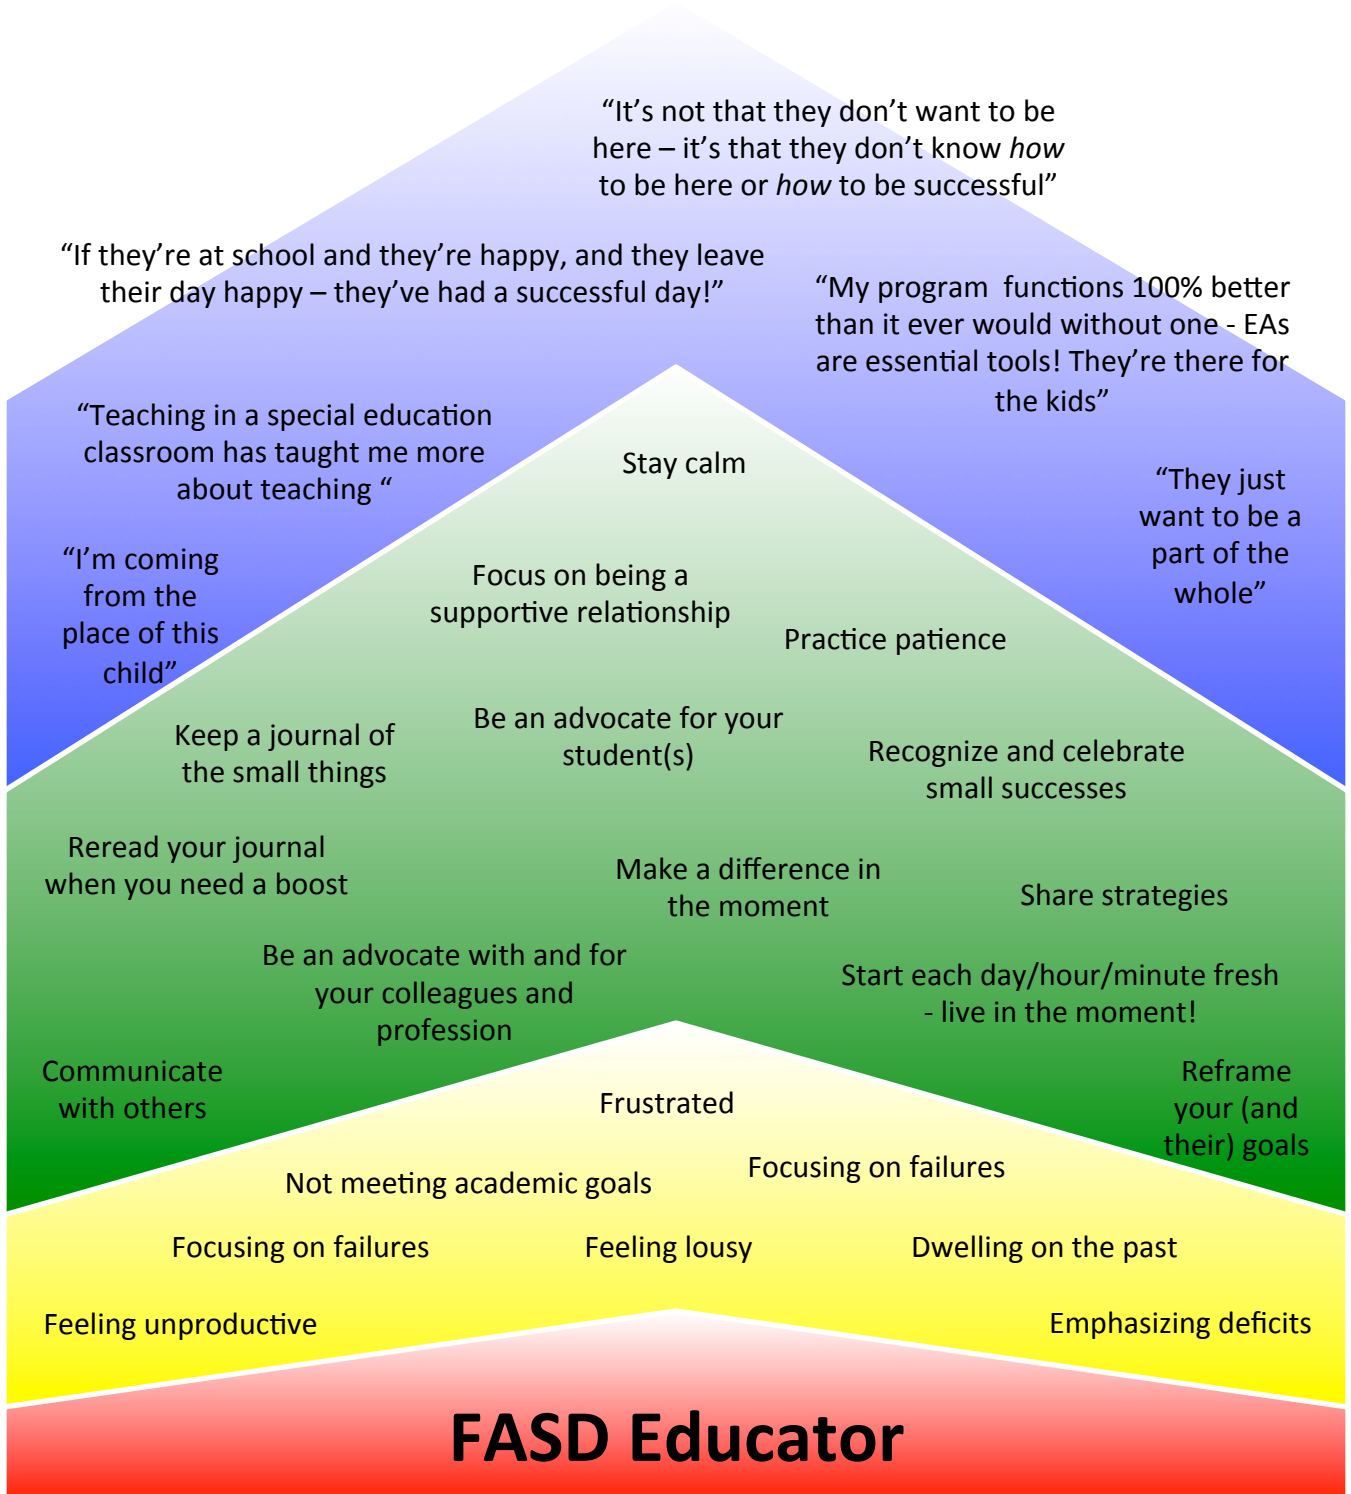 “It’s not that they don’t want to be
here – it’s that they don’t know how
to be here or how to be successful”
“If they’re at school and they’re happy, and they leave
their day happy – they’ve had a successful day!”
“My program  functions 100% better
than it ever would without one - EAs
are essential tools! They’re there for
the kids”
“Teaching in a special education
classroom has taught me more
about teaching “
“They just
want to be a
part of the
whole”
“I’m coming
from the
place of this
child”
Stay calm
Focus on being a
supportive relationship
Practice patience
Keep a journal of
the small things
Be an advocate for your
student(s)
Recognize and celebrate
small successes
Reread your journal
when you need a boost
Make a difference in
the moment
Share strategies
Be an advocate with and for
your colleagues and
profession
Start each day/hour/minute fresh
- live in the moment!
Communicate
with others
Reframe
your (and
their) goals
Frustrated
Not meeting academic goals
Focusing on failures
Focusing on failures
Feeling lousy
Dwelling on the past
Feeling unproductive
Emphasizing deficits
FASD Educator